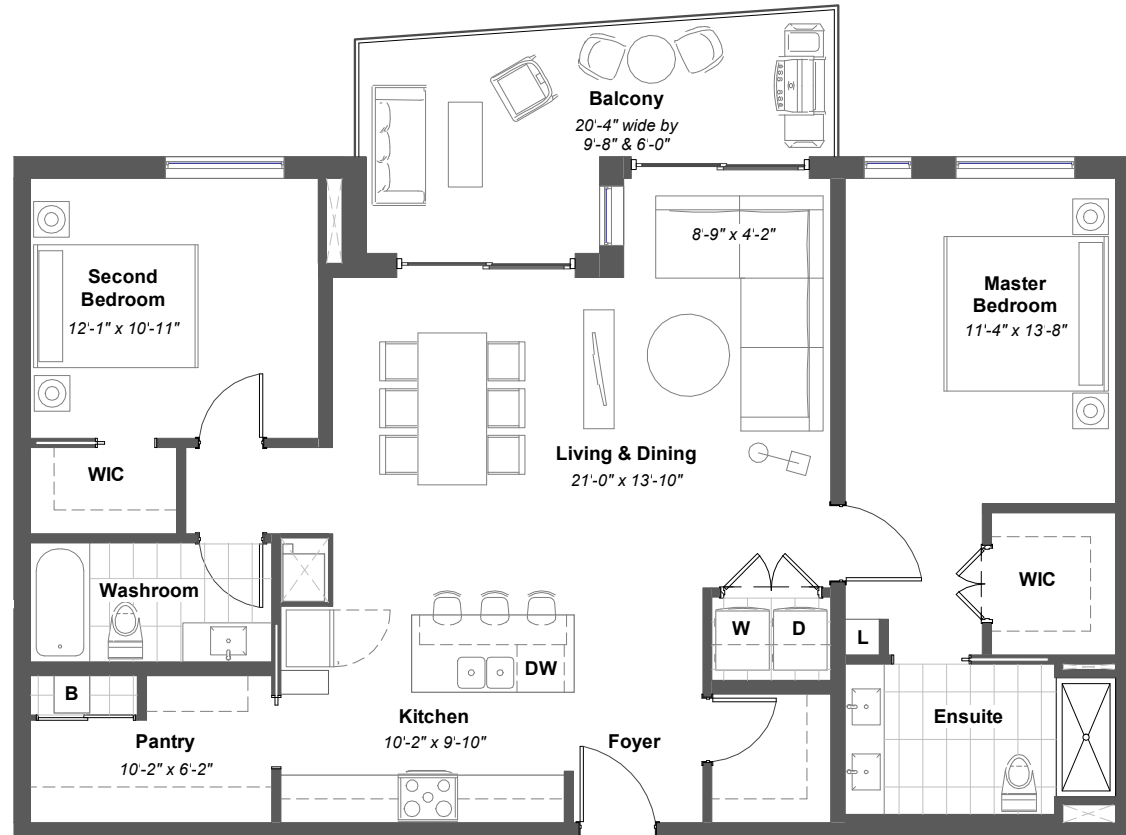 Balcony
20'-4" wide by
9'-8" & 6'-0"
8'-9" x 4'-2"
Second
Bedroom
12'-1" x 10'-11"
Master
Bedroom
11'-4" x 13'-8"
Living & Dining
21'-0" x 13'-10"
WIC
Washroom
WIC
W
D
L
DW
B
Pantry
10'-2" x 6'-2"
Kitchen
10'-2" x 9'-10"
Foyer
Ensuite